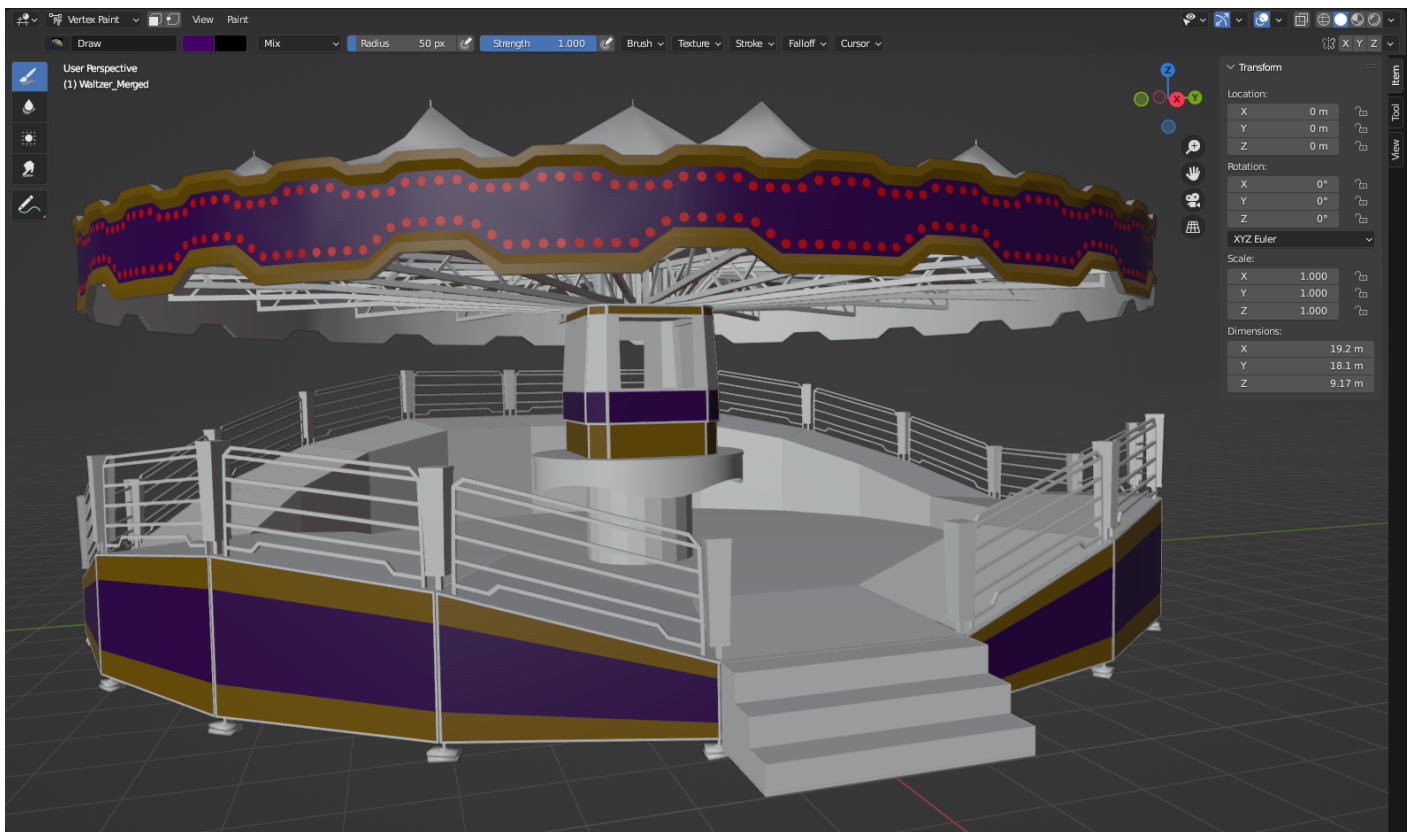 Vertex Paint View Paint
Draw Mix Radius 50 px Strength 1.000 Brush Texture Stroke Falloff Cursor X Y Z
User Perspective
(1) Waltzer_Merged
Z
X Y
Transform
Location:
X 0 m
Y 0 m
Z 0 m
Rotation:
X 0°
Y 0°
Z 0°
XYZ Euler
Scale:
X 1.000
Y 1.000
Z 1.000
Dimensions:
X 19.2 m
Y 18.1 m
Z 9.17 m
Item
Tool
View